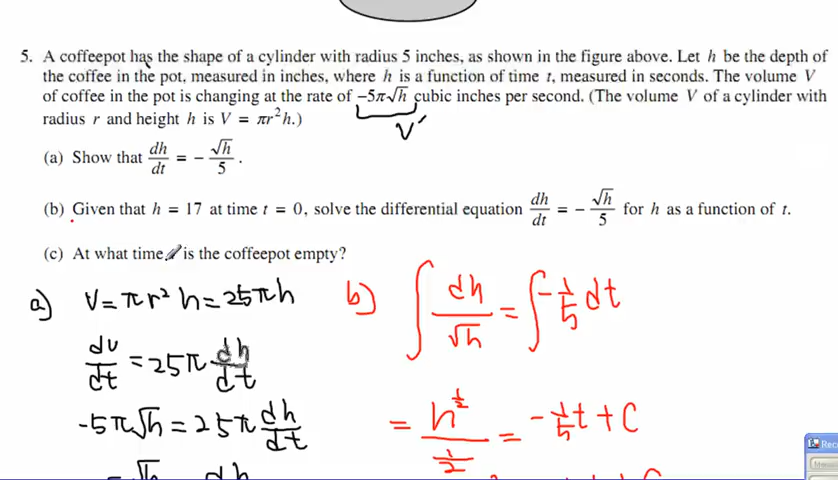 5. A coffeepot has the shape of a cylinder with radius 5 inches, as shown in the figure above. Let h be the depth of
the coffee in the pot, measured in inches, where h is a function of time t, measured in seconds. The volume V
of coffee in the pot is changing at the rate of −5π√h cubic inches per second. (The volume V of a cylinder with
radius r and height h is V = πr²h.)
V'
(a) Show that dh/dt = −√h/5.
(b) Given that h = 17 at time t = 0, solve the differential equation dh/dt = −√h/5 for h as a function of t.
(c) At what time is the coffeepot empty?
a) V = πr²h = 25πh
dv/dt = 25π dh/dt
-5π√h = 25π dh/dt
b) ∫ dh/√h = ∫ -1/5 dt
= h^(1/2)/(1/2) = -1/5 t + C